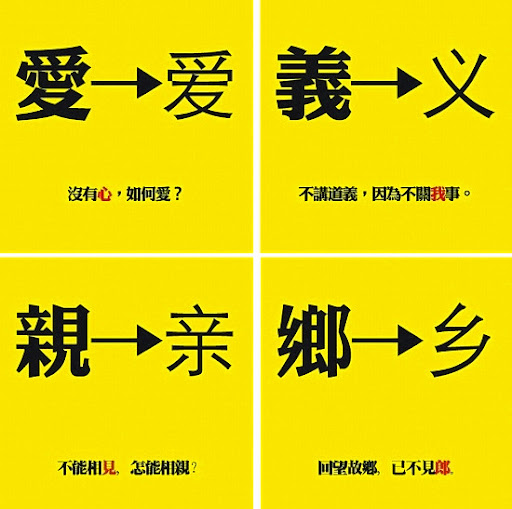 愛→爱
沒有心，如何愛？
義→义
不講道義，因為不關我事。
親→亲
不能相見，怎能相親？
鄉→乡
回望故鄉，已不見郎.